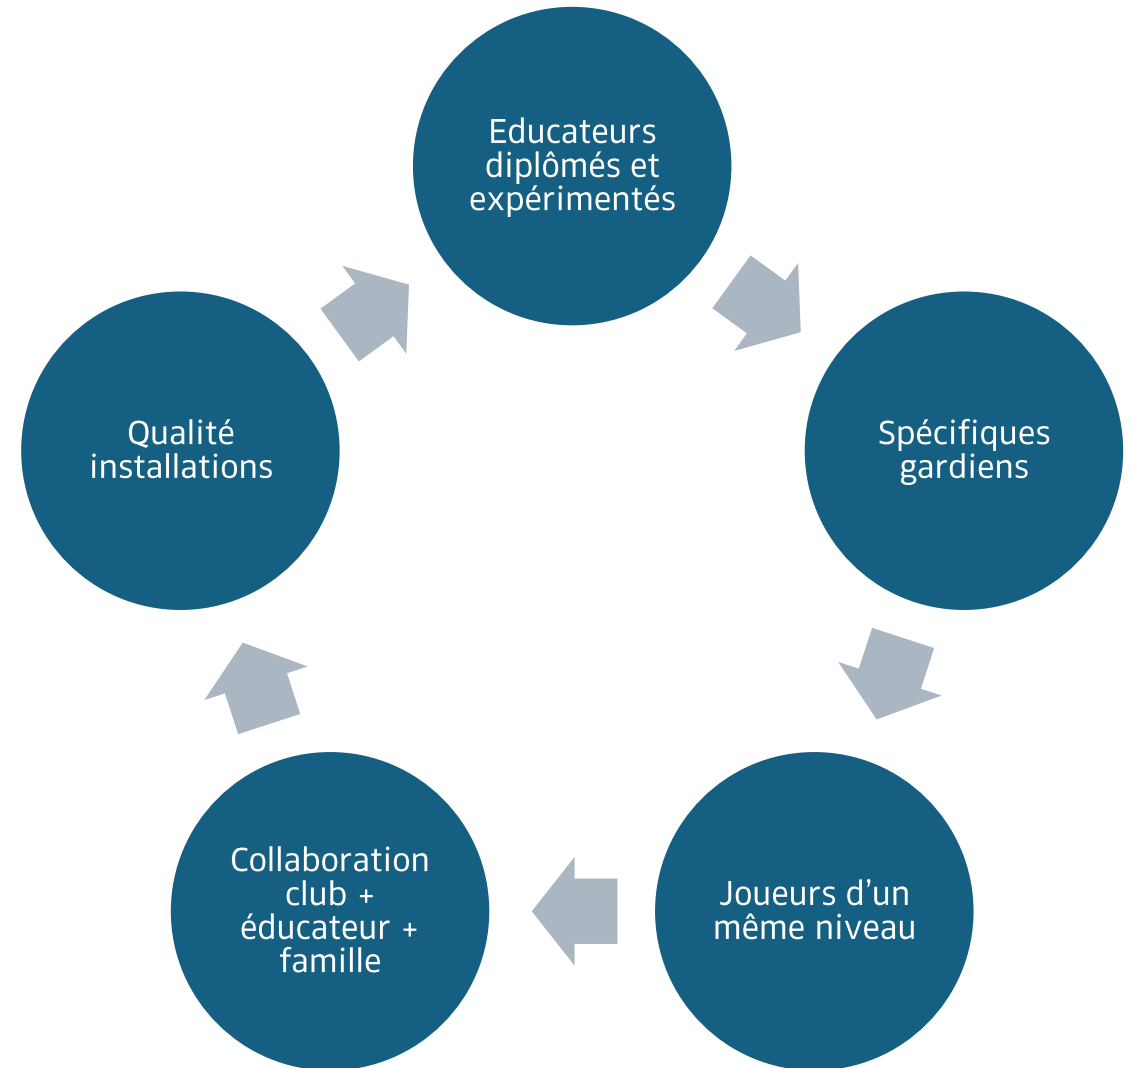 Educateurs
diplômés et
expérimentés
Spécifiques
gardiens
Joueurs d’un
même niveau
Collaboration
club +
éducateur +
famille
Qualité
installations